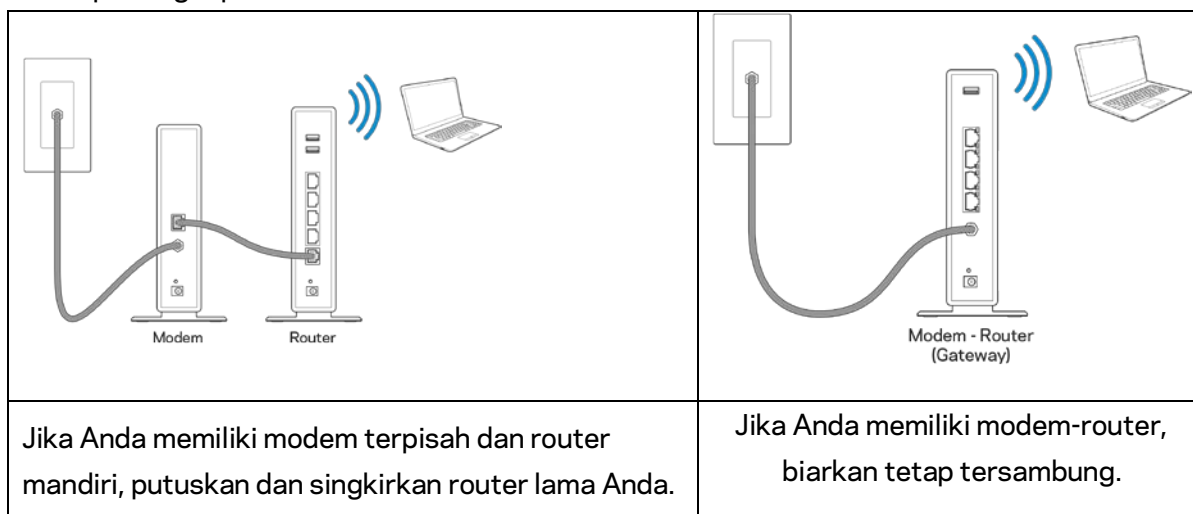 Modem
Router
Modem - Router
(Gateway)
Jika Anda memiliki modem terpisah dan router
mandiri, putuskan dan singkirkan router lama Anda.
Jika Anda memiliki modem-router,
biarkan tetap tersambung.